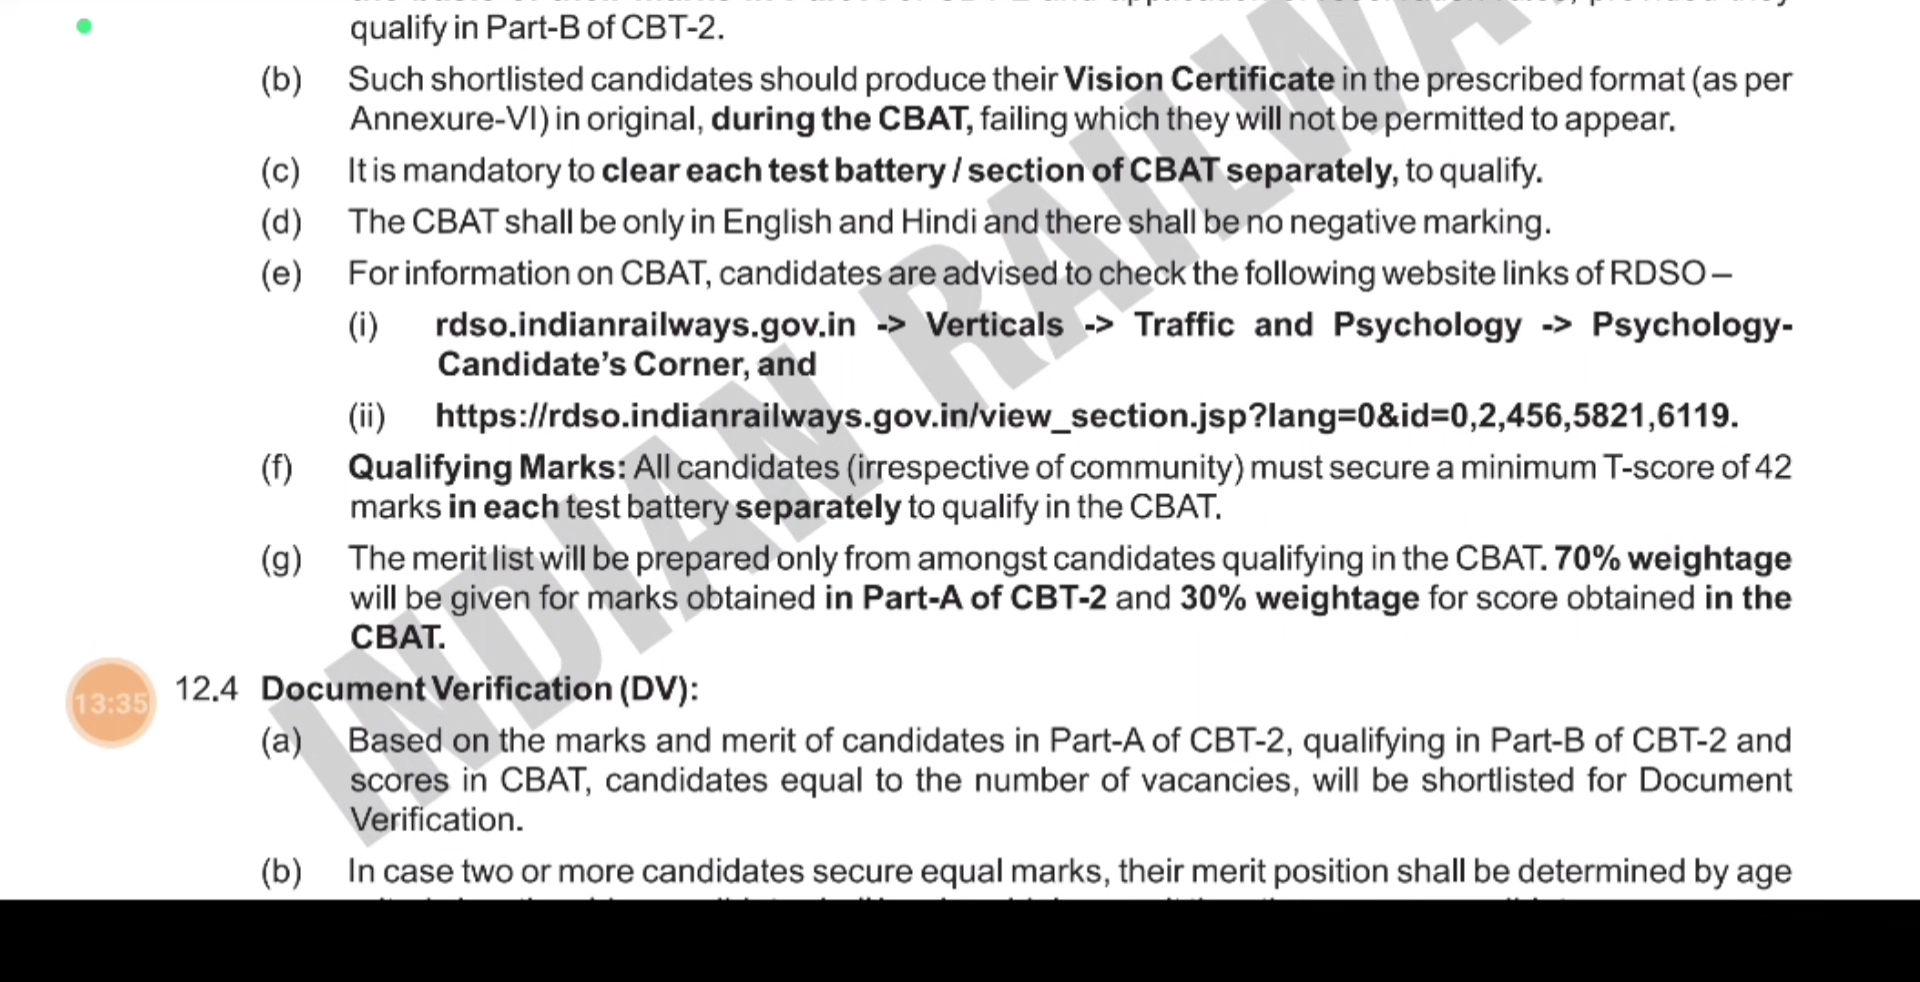 qualify in Part-B of CBT-2.
(b) Such shortlisted candidates should produce their Vision Certificate in the prescribed format (as per
Annexure-VI) in original, during the CBAT, failing which they will not be permitted to appear.
(c) It is mandatory to clear each test battery / section of CBAT separately, to qualify.
(d) The CBAT shall be only in English and Hindi and there shall be no negative marking.
(e) For information on CBAT, candidates are advised to check the following website links of RDSO –
(i) rdso.indianrailways.gov.in -> Verticals -> Traffic and Psychology -> Psychology-
Candidate's Corner, and
(ii) https://rdso.indianrailways.gov.in/view_section.jsp?lang=0&id=0,2,456,5821,6119.
(f) Qualifying Marks: All candidates (irrespective of community) must secure a minimum T-score of 42
marks in each test battery separately to qualify in the CBAT.
(g) The merit list will be prepared only from amongst candidates qualifying in the CBAT. 70% weightage
will be given for marks obtained in Part-A of CBT-2 and 30% weightage for score obtained in the
CBAT.
13:35
12.4 Document Verification (DV):
(a) Based on the marks and merit of candidates in Part-A of CBT-2, qualifying in Part-B of CBT-2 and
scores in CBAT, candidates equal to the number of vacancies, will be shortlisted for Document
Verification.
(b) In case two or more candidates secure equal marks, their merit position shall be determined by age
INDIAN RAILWA